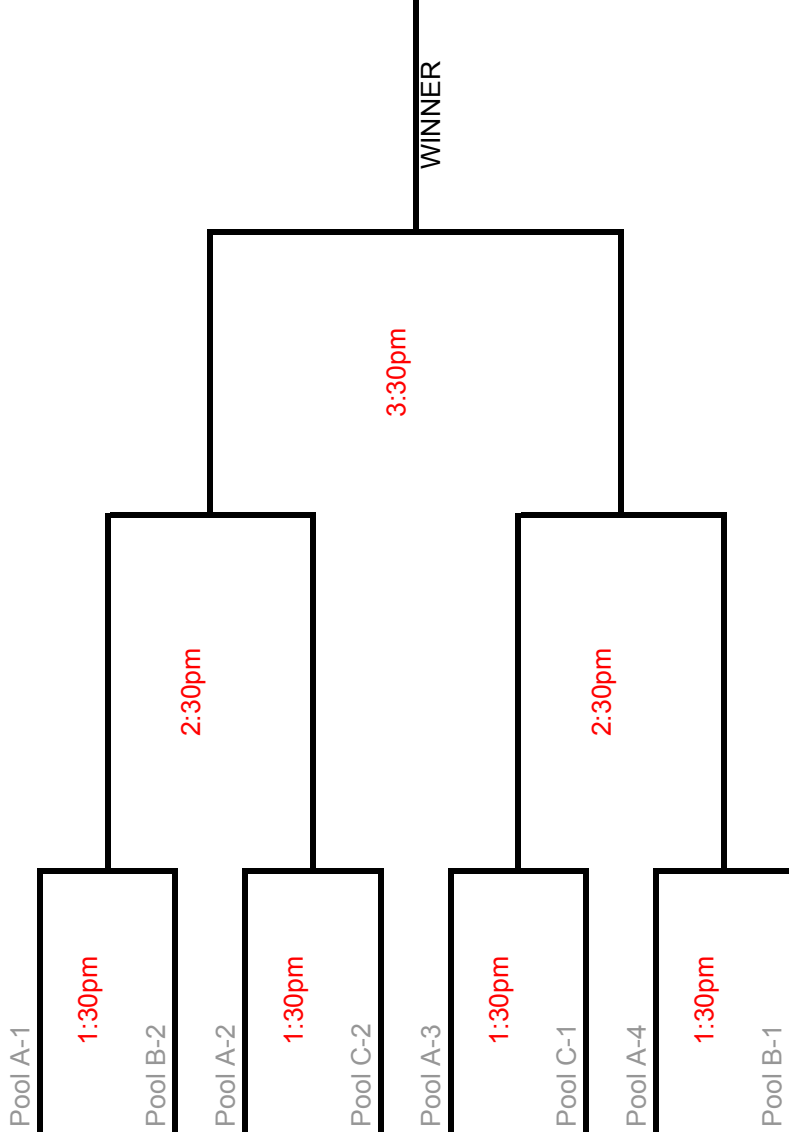 WINNER
3:30pm
2:30pm
2:30pm
1:30pm
1:30pm
1:30pm
1:30pm
Pool A-1
Pool B-2
Pool A-2
Pool C-2
Pool A-3
Pool C-1
Pool A-4
Pool B-1